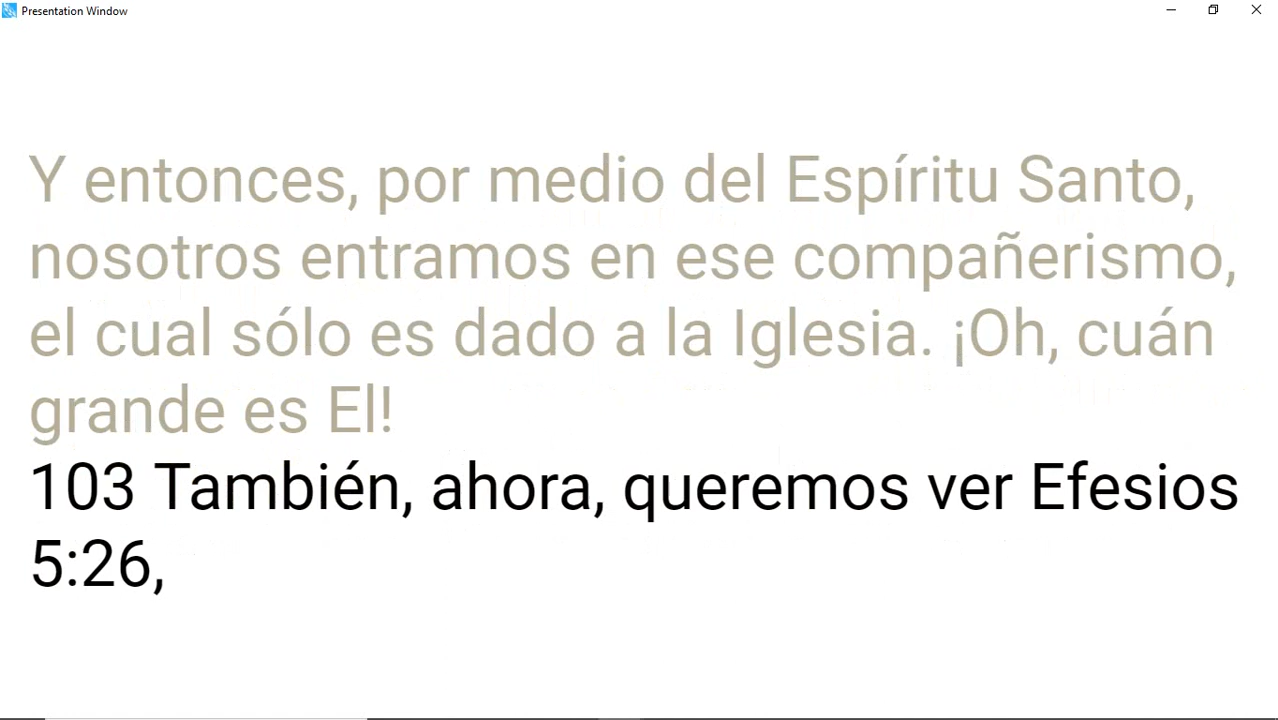 Presentation Window
Y entonces, por medio del Espíritu Santo,
nosotros entramos en ese compañerismo,
el cual sólo es dado a la Iglesia. ¡Oh, cuán
grande es El!
103 También, ahora, queremos ver Efesios
5:26,